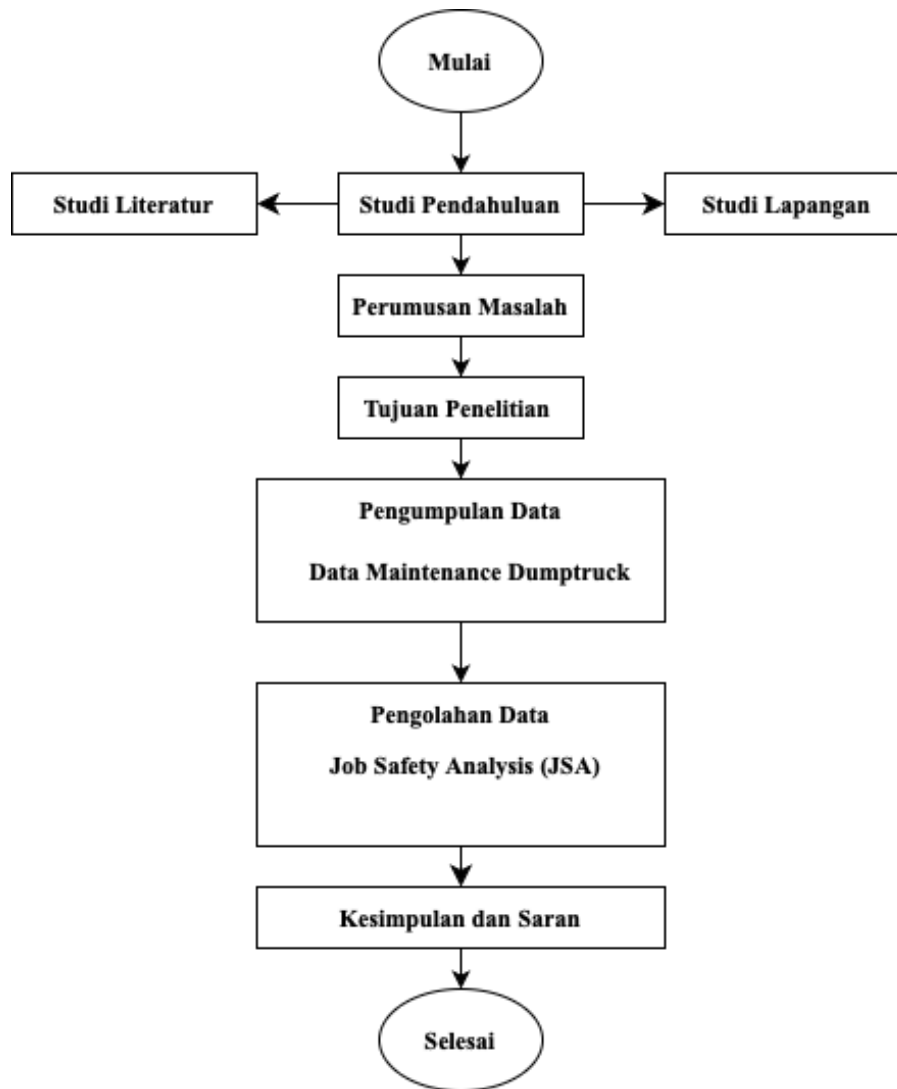 Mulai
Studi Literatur
Studi Pendahuluan
Studi Lapangan
Perumusan Masalah
Tujuan Penelitian
Pengumpulan Data
Data Maintenance Dumptruck
Pengolahan Data
Job Safety Analysis (JSA)
Kesimpulan dan Saran
Selesai